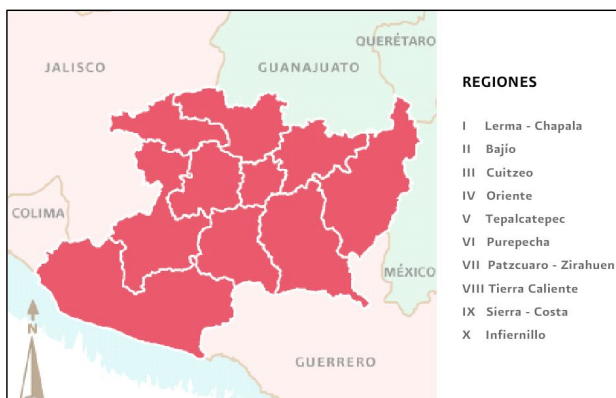 QUERÉTARO
JALISCO
GUANAJUATO
COLIMA
MÉXICO
N
GUERRERO
REGIONES
I Lerma - Chapala
II Bajío
III Cuitzeo
IV Oriente
V Tepalcatepec
VI Purepecha
VII Patzcuaro - Zirahuen
VIII Tierra Caliente
IX Sierra - Costa
X Infiernillo